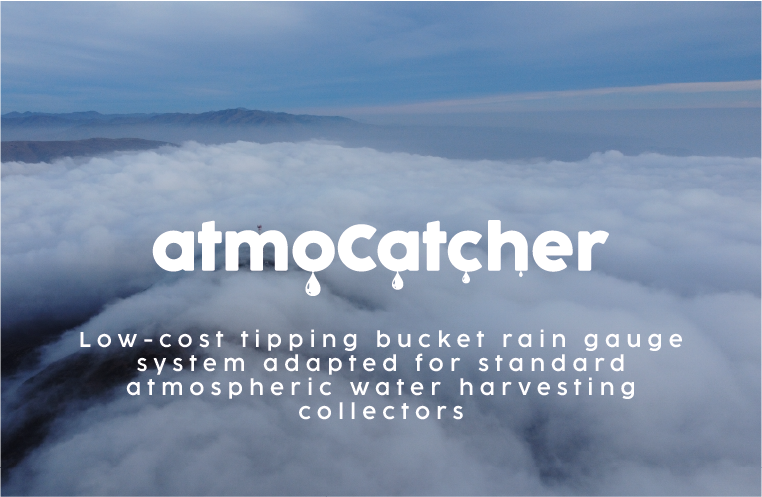 atmoCatcher
Low-cost tipping bucket rain gauge
system adapted for standard
atmospheric water harvesting
collectors